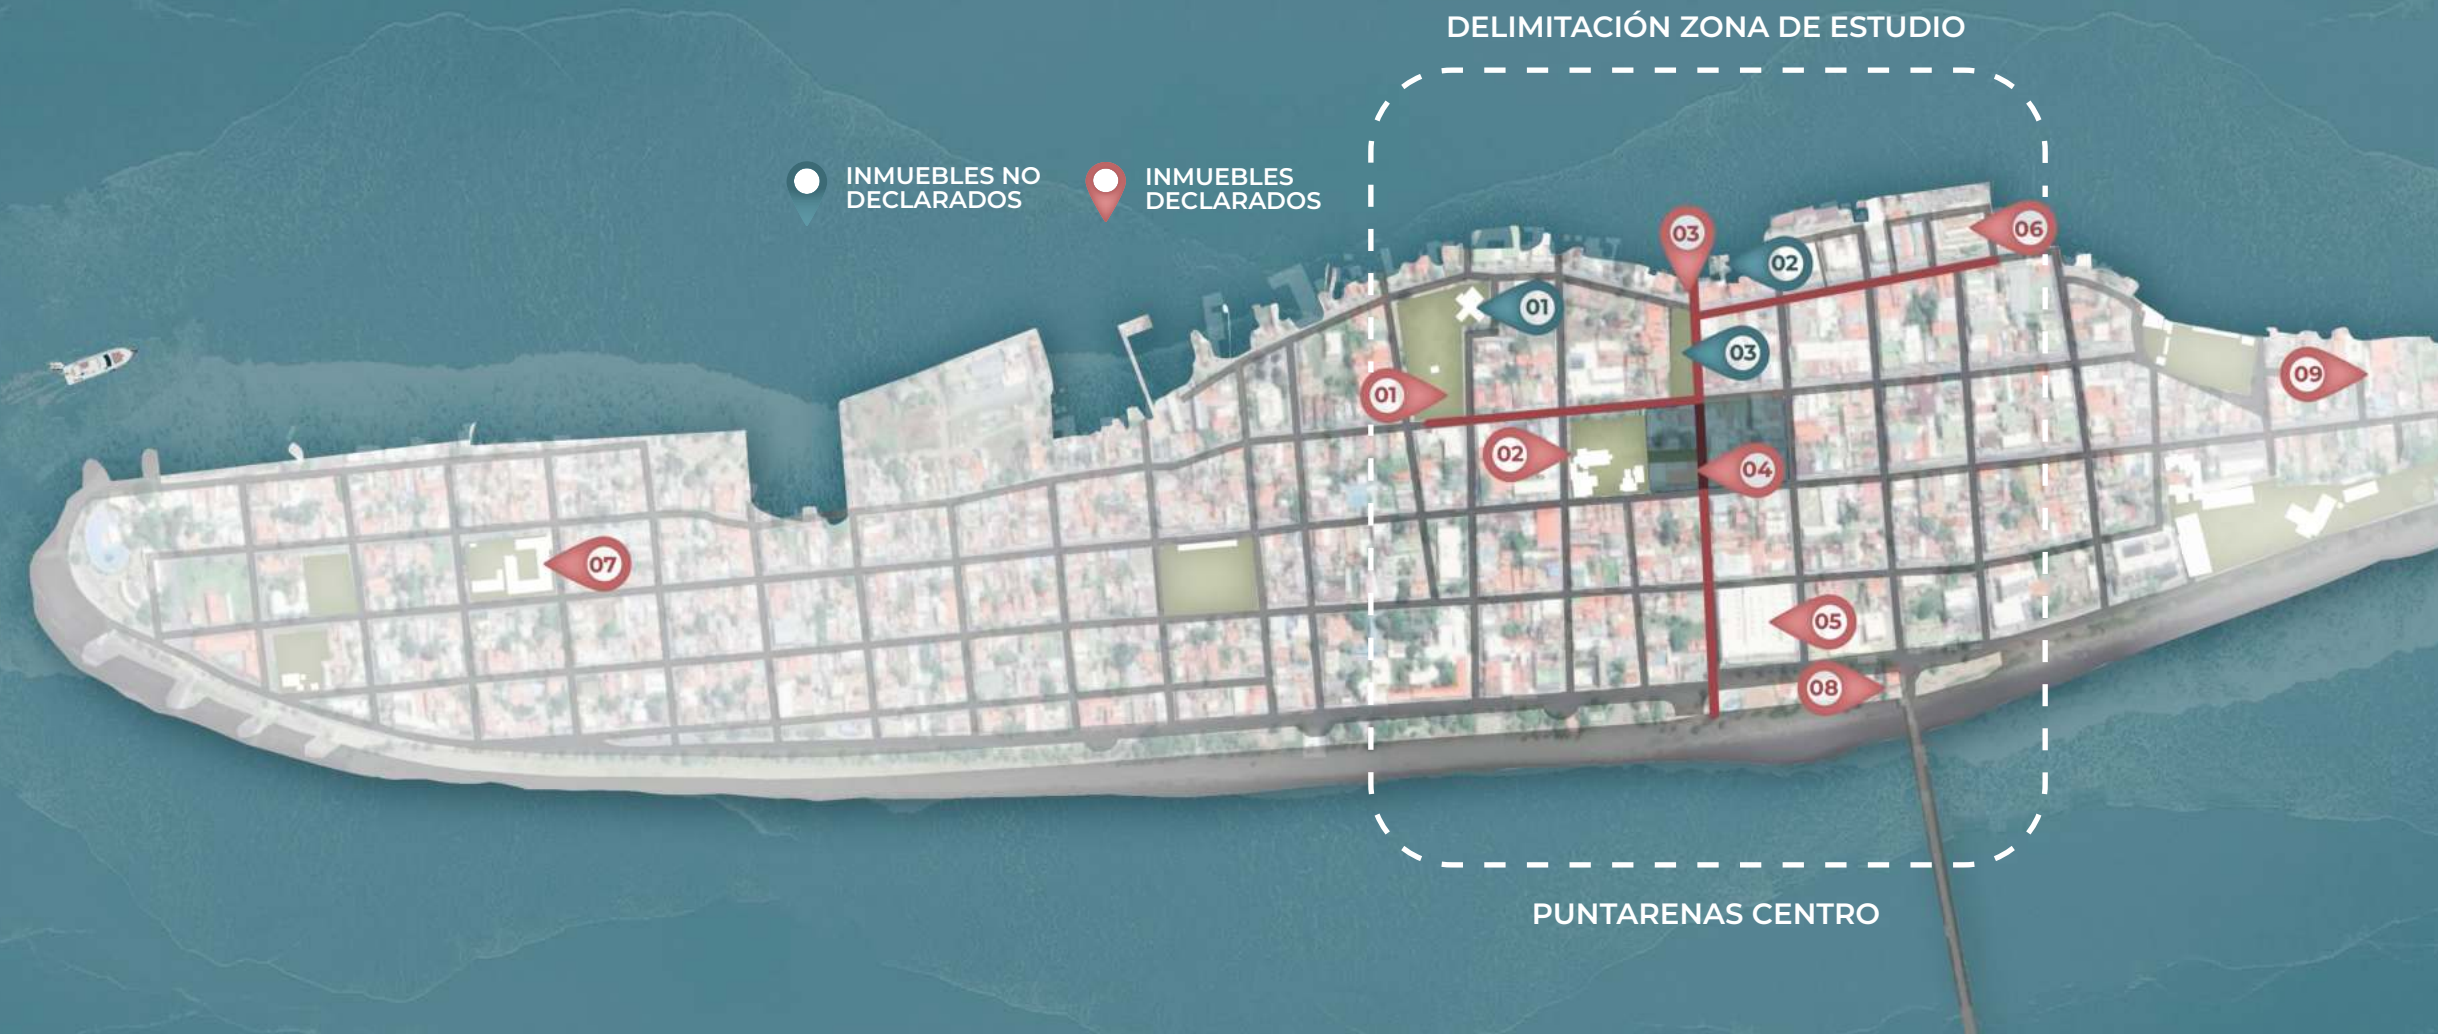 DELIMITACIÓN ZONA DE ESTUDIO
INMUEBLES NO
DECLARADOS
INMUEBLES
DECLARADOS
03
06
02
01
03
01
02
04
09
07
05
08
PUNTARENAS CENTRO